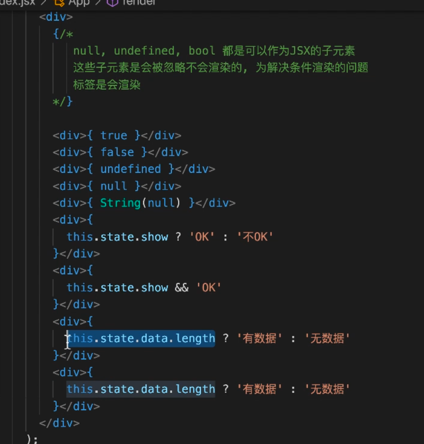 dex.jsx > App > render
<div>
{/*
null, undefined, bool 都是可以作为JSX的子元素
这些子元素是会被忽略不会渲染的, 为解决条件渲染的问题
标签是会渲染
*/}
<div>{ true }</div>
<div>{ false }</div>
<div>{ undefined }</div>
<div>{ null }</div>
<div>{ String(null) }</div>
<div>{
this.state.show ? 'OK' : '不OK'
}</div>
<div>{
this.state.show && 'OK'
}</div>
<div>{
this.state.data.length ? '有数据' : '无数据'
}</div>
<div>{
this.state.data.length ? '有数据' : '无数据'
}</div>
</div>
);